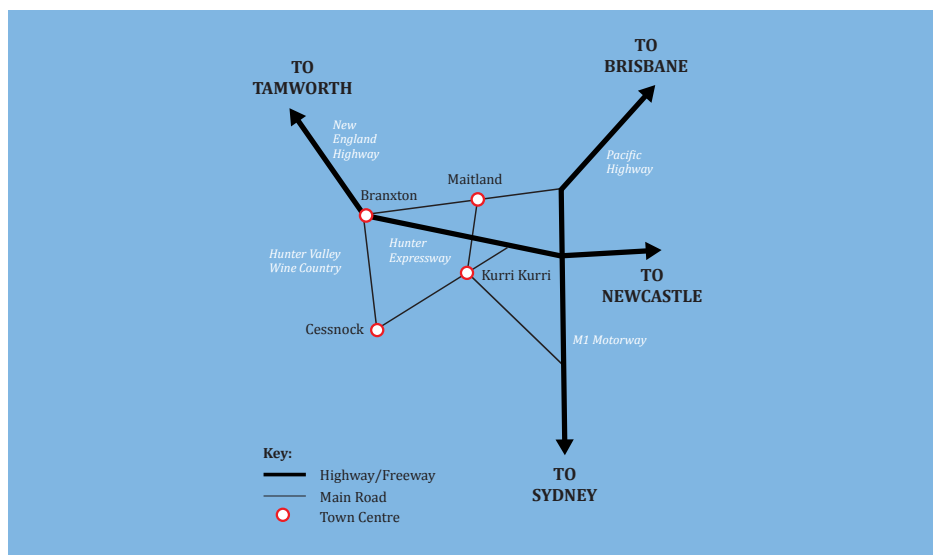 TO
BRISBANE
TO
TAMWORTH
New
England
Highway
Pacific
Highway
Maitland
Branxton
Hunter
Expressway
Hunter Valley
Wine Country
Kurri Kurri
TO
NEWCASTLE
Cessnock
M1 Motorway
Key:
Highway/Freeway
Main Road
Town Centre
TO
SYDNEY